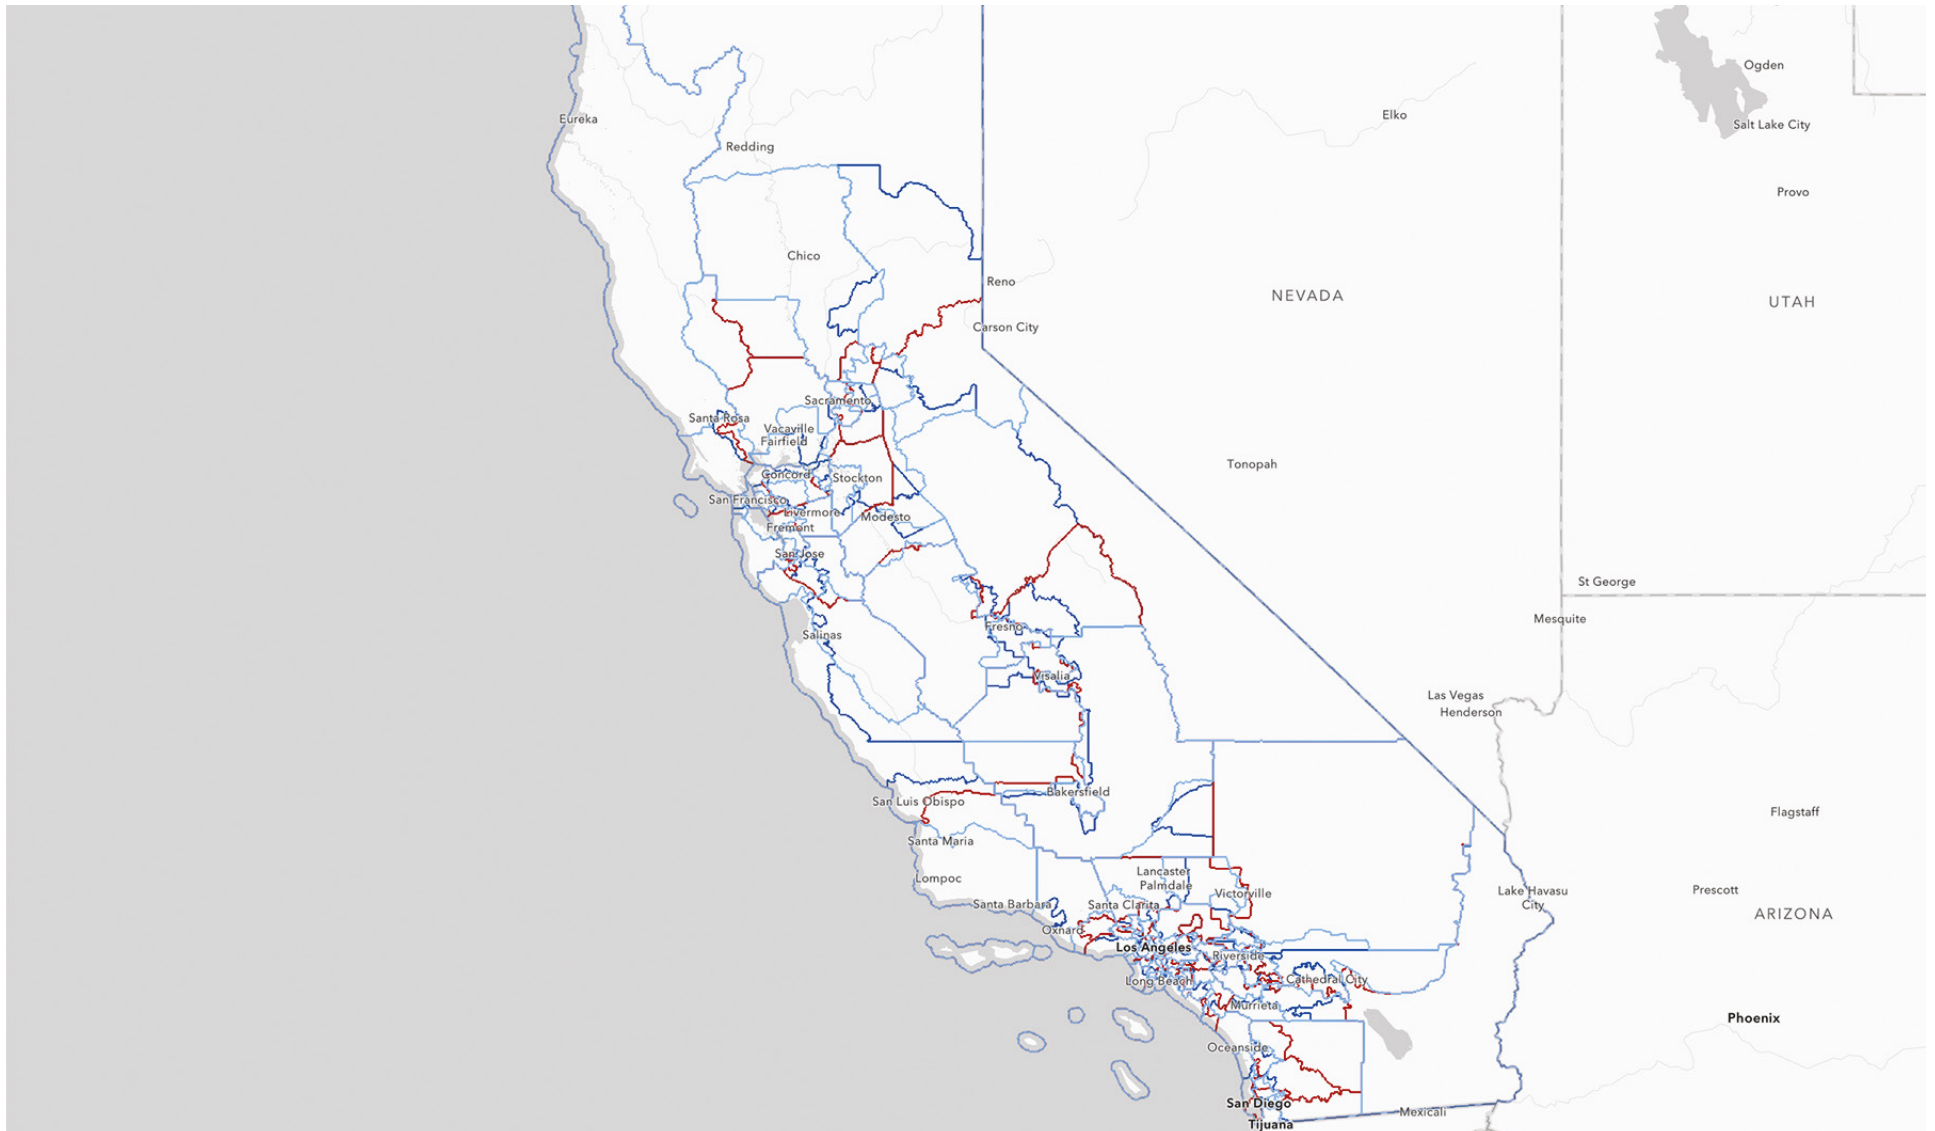 Ogden
Elko
Eureka
Salt Lake City
Redding
Provo
Chico
Reno
NEVADA
UTAH
Carson City
Sacramento
Santa Rosa
Vacaville
Fairfield
Tonopah
Concord
Stockton
San Francisco
Livermore
Modesto
Fremont
San Jose
St George
Mesquite
Fresno
Salinas
Visalia
Las Vegas
Henderson
Bakersfield
San Luis Obispo
Flagstaff
Santa Maria
Lancaster
Palmdale
Lompoc
Victorville
Lake Havasu
City
Prescott
Santa Barbara
Santa Clarita
ARIZONA
Oxnard
Los Angeles
Riverside
Long Beach
Cathedral City
Murrieta
Phoenix
Oceanside
San Diego
Mexicali
Tijuana